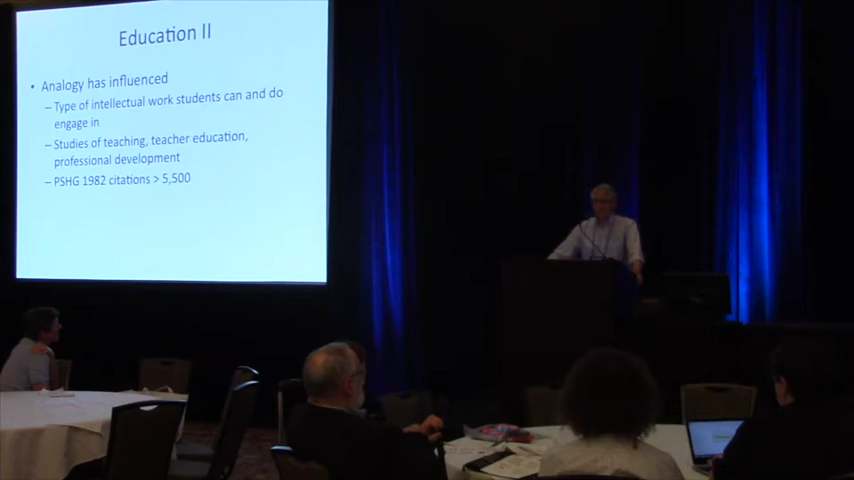 Education II
• Analogy has influenced
– Type of intellectual work students can and do
engage in
– Studies of teaching, teacher education,
professional development
– PSHG 1982 citations > 5,500